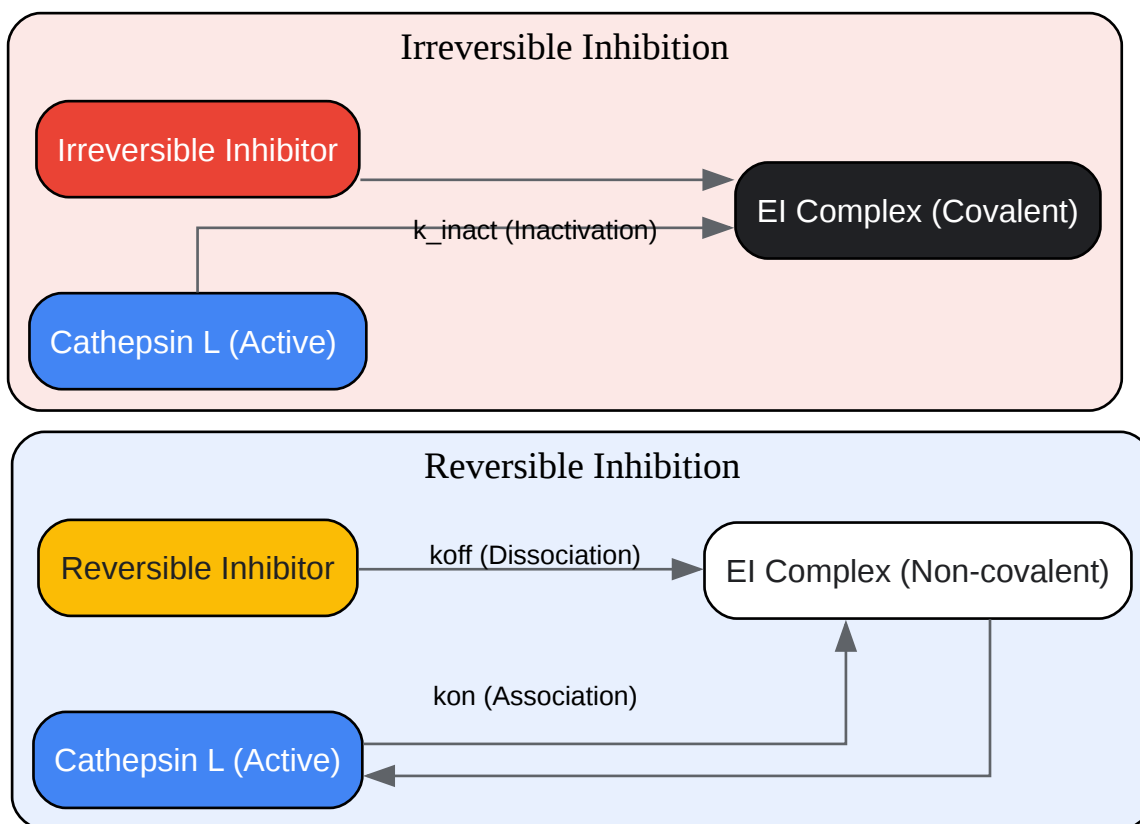 Irreversible Inhibition
Irreversible Inhibitor
EI Complex (Covalent)
k_inact (Inactivation)
Cathepsin L (Active)
Reversible Inhibition
Reversible Inhibitor
koff (Dissociation)
EI Complex (Non-covalent)
kon (Association)
Cathepsin L (Active)